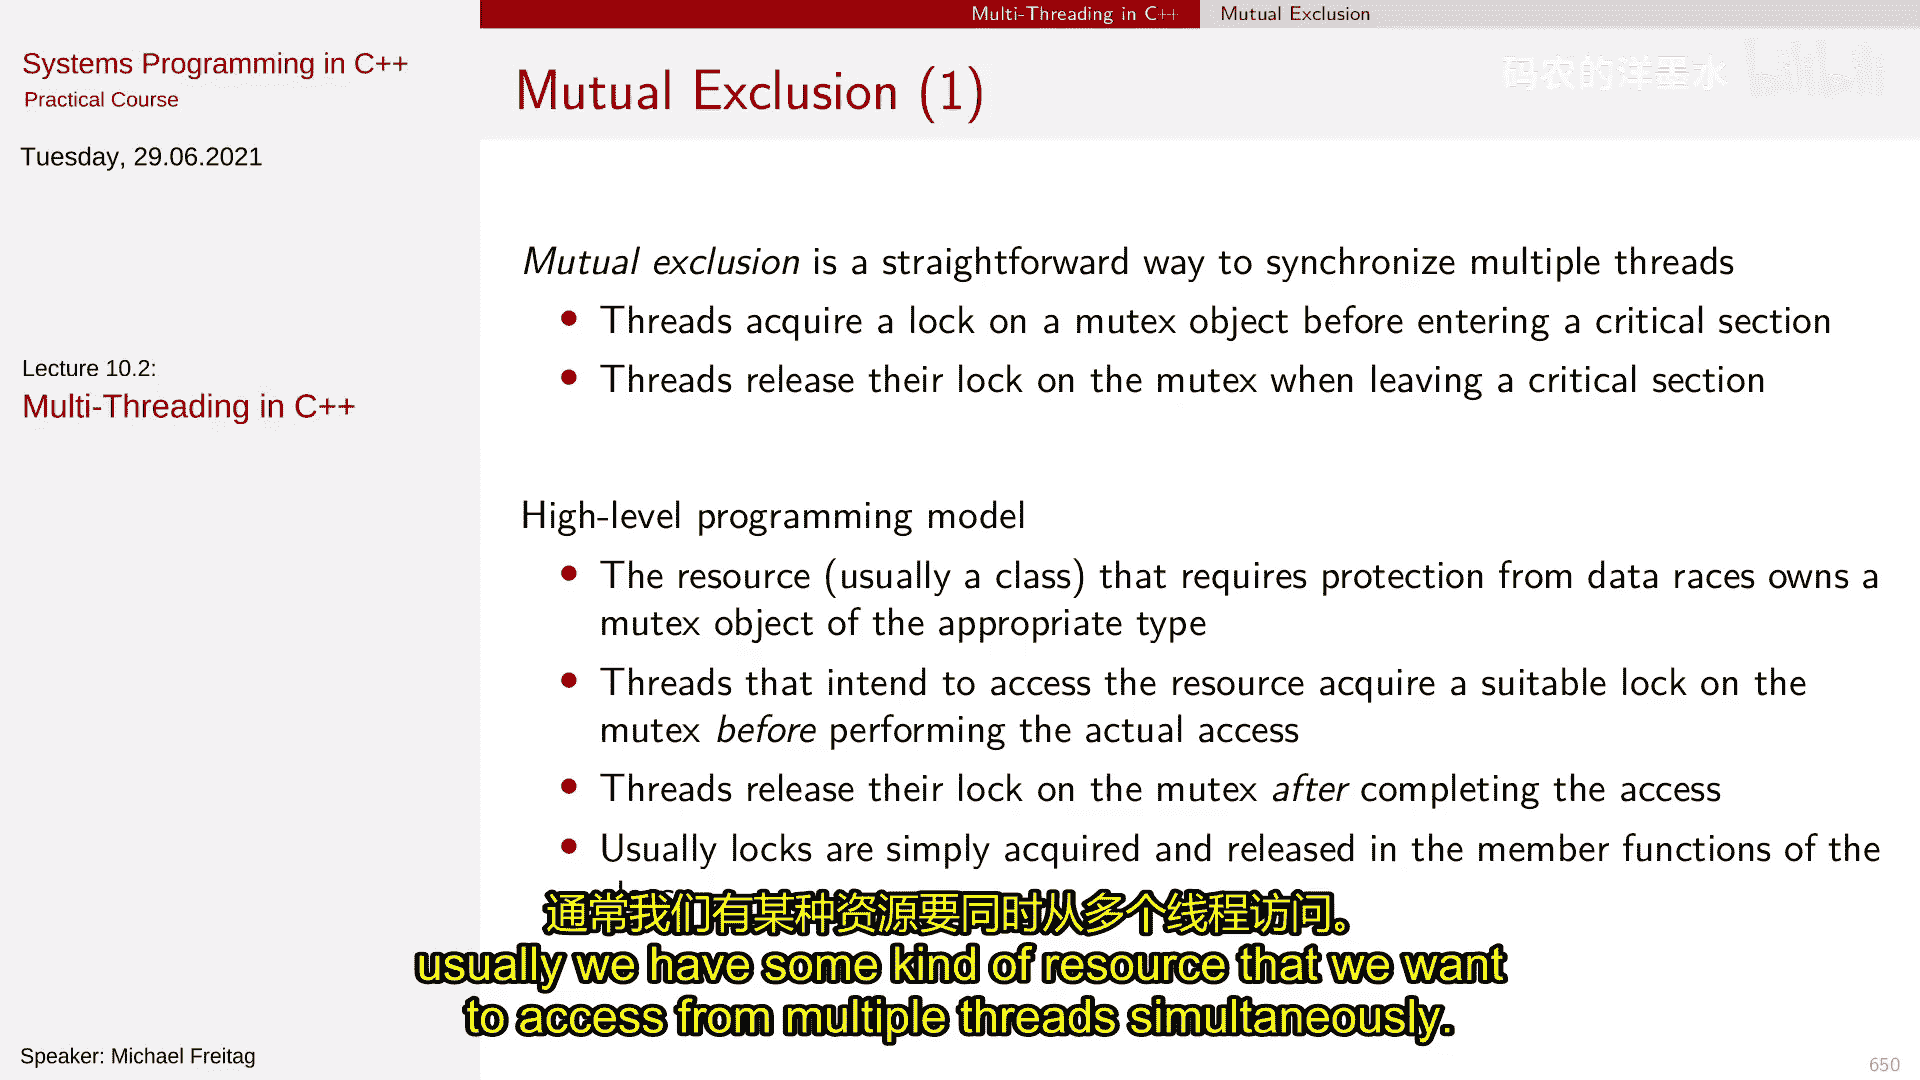 Multi-Threading in C++ Mutual Exclusion
Systems Programming in C++
Practical Course
Tuesday, 29.06.2021
Lecture 10.2:
Multi-Threading in C++
Speaker: Michael Freitag
Mutual Exclusion (1)
码农的洋墨水 bilibili
Mutual exclusion is a straightforward way to synchronize multiple threads
• Threads acquire a lock on a mutex object before entering a critical section
• Threads release their lock on the mutex when leaving a critical section
High-level programming model
• The resource (usually a class) that requires protection from data races owns a
mutex object of the appropriate type
• Threads that intend to access the resource acquire a suitable lock on the
mutex before performing the actual access
• Threads release their lock on the mutex after completing the access
• Usually locks are simply acquired and released in the member functions of the
通常我们有某种资源要同时从多个线程访问。
usually we have some kind of resource that we want
to access from multiple threads simultaneously.
650